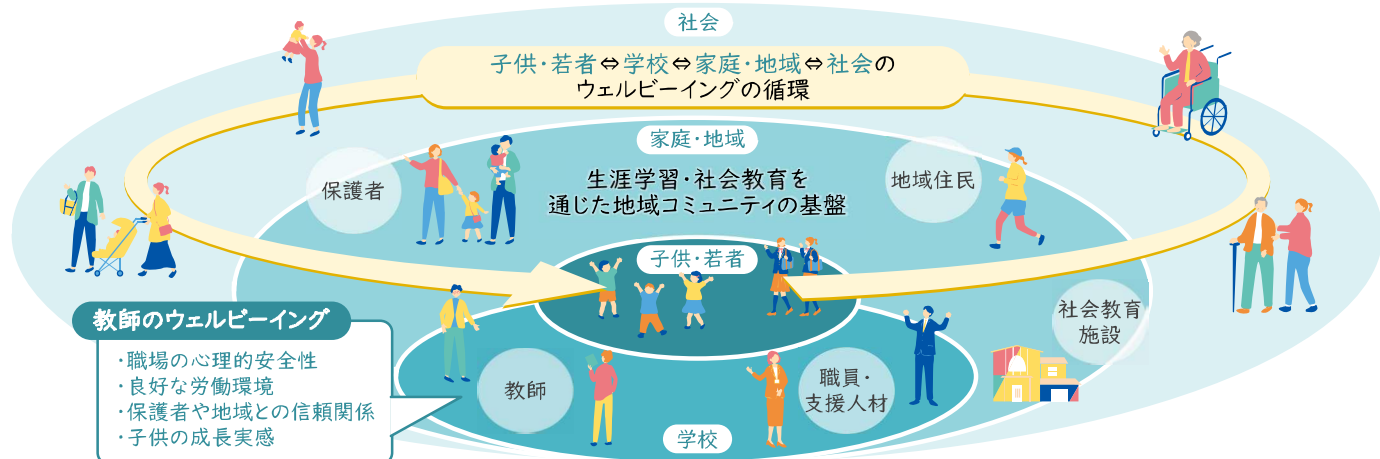 社会
子供・若者⇔学校⇔家庭・地域⇔社会の
ウェルビーイングの循環
家庭・地域
保護者
生涯学習・社会教育を
通じた地域コミュニティの基盤
地域住民
子供・若者
社会教育
施設
教師のウェルビーイング
・職場の心理的安全性
・良好な労働環境
・保護者や地域との信頼関係
・子供の成長実感
教師
職員・
支援人材
学校